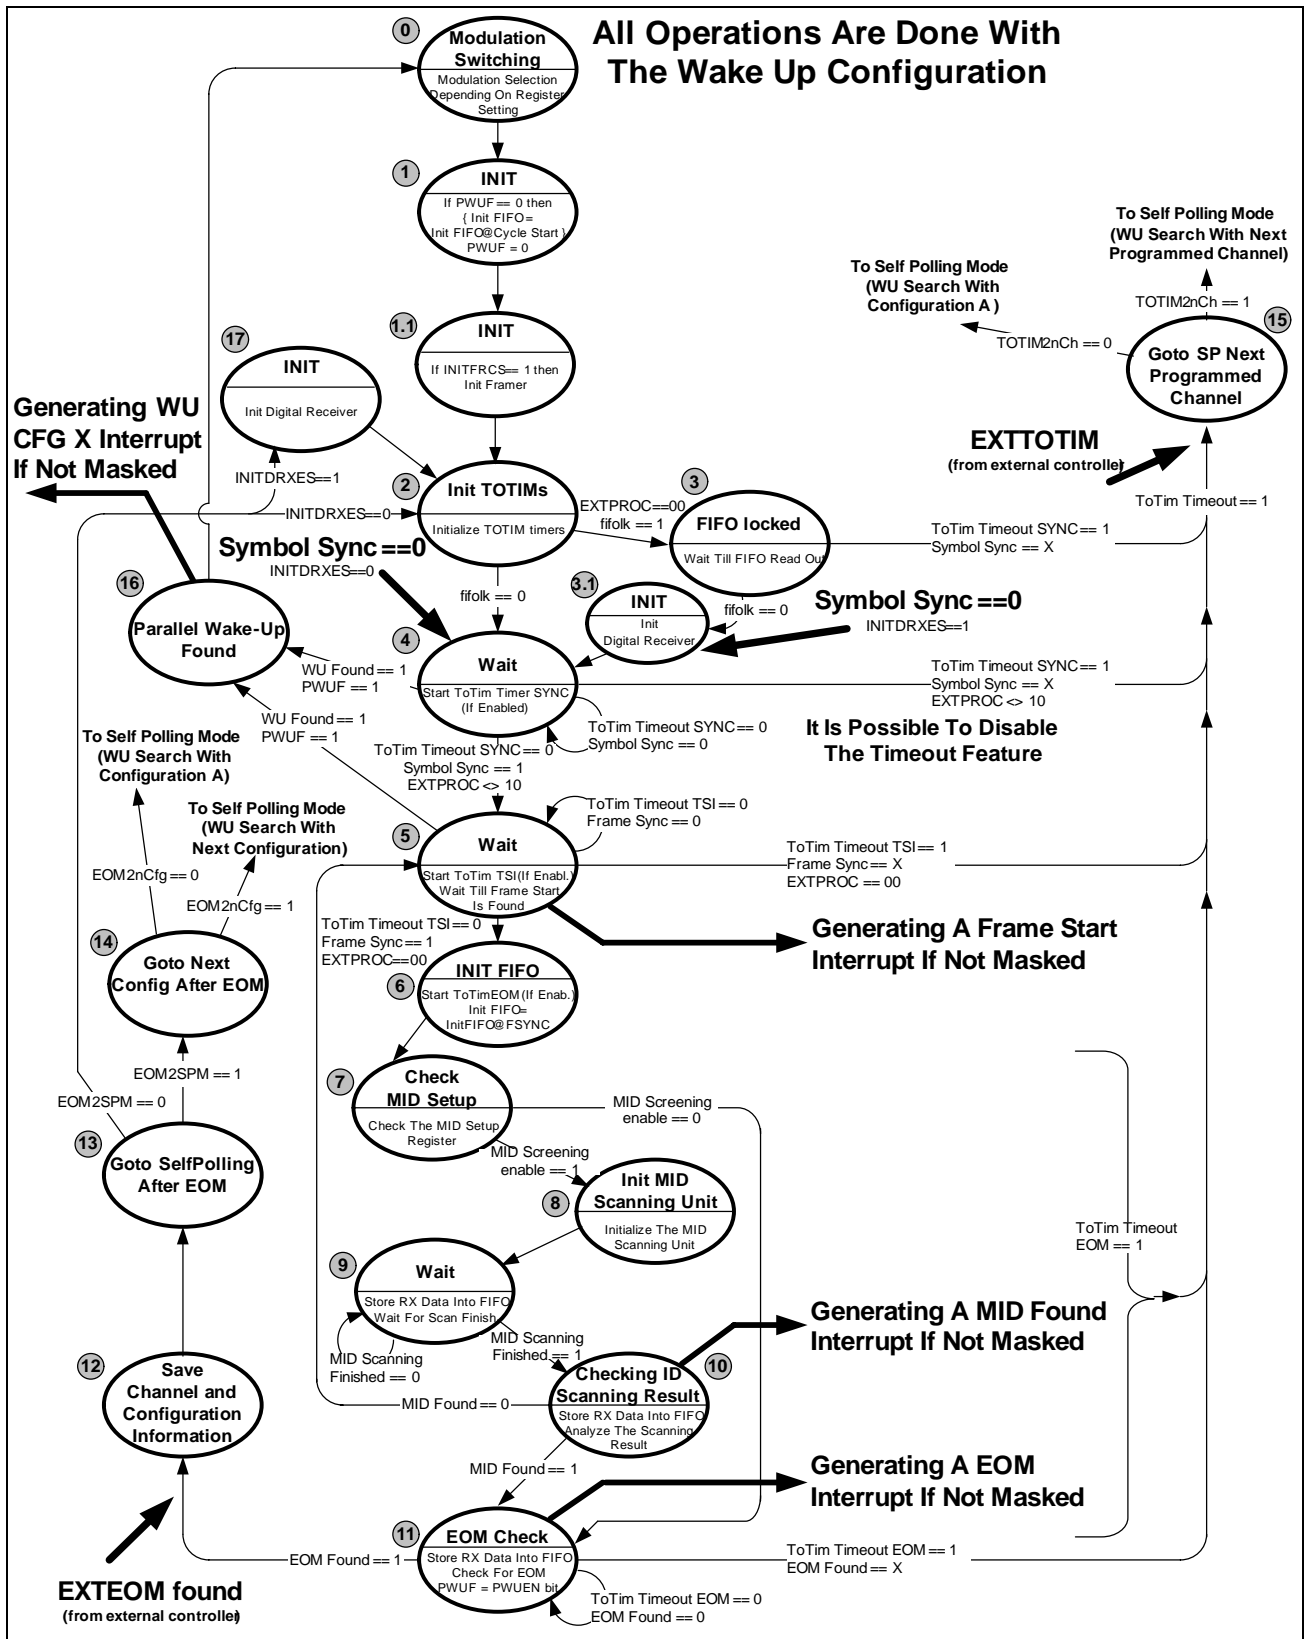 All Operations Are Done With
The Wake Up Configuration
0
Modulation
Switching
Modulation Selection
Depending On Register
Setting
1
INIT
If PWUF== 0 then
{ Init FIFO=
Init FIFO@Cycle Start }
PWUF = 0
To Self Polling Mode
(WU Search With Next
Programmed Channel)
To Self Polling Mode
(WU Search With
Configuration A )
TOTIM2nCh == 1
TOTIM2nCh == 0
15
Goto SP Next
Programmed
Channel
1.1
INIT
If INITFRCS== 1 then
Init Framer
17
INIT
Init Digital Receiver
Generating WU
CFG X Interrupt
If Not Masked
INITDRXES==1
INITDRXES==0
2
Init TOTIMs
Initialize TOTIM timers
EXTPROC==00
fifolk == 1
3
FIFO locked
Wait Till FIFO Read Out
EXTTOTIM
(from external controller)
ToTim Timeout == 1
ToTim Timeout SYNC== 1
Symbol Sync == X
Symbol Sync ==0
INITDRXES==0
fifolk == 0
3.1
INIT
Init
Digital Receiver
fifolk == 0
Symbol Sync ==0
INITDRXES==1
16
Parallel Wake-Up
Found
4
Wait
Start ToTim Timer SYNC
(If Enabled)
WU Found == 1
PWUF == 1
ToTim Timeout SYNC== 1
Symbol Sync == X
EXTPROC <> 10
WU Found == 1
PWUF == 1
ToTim Timeout SYNC== 0
Symbol Sync == 0
It Is Possible To Disable
The Timeout Feature
ToTim Timeout SYNC== 0
Symbol Sync == 1
EXTPROC <> 10
To Self Polling Mode
(WU Search With
Configuration A)
To Self Polling Mode
(WU Search With
Next Configuration)
5
Wait
Start ToTim TSI(If Enabl.)
Wait Till Frame Start
Is Found
ToTim Timeout TSI == 0
Frame Sync == 0
ToTim Timeout TSI == 1
Frame Sync == X
EXTPROC == 00
EOM2nCfg == 0
EOM2nCfg == 1
ToTim Timeout TSI == 0
Frame Sync == 1
EXTPROC==00
Generating A Frame Start
Interrupt If Not Masked
14
Goto Next
Config After EOM
6
INIT FIFO
Start ToTimEOM(If Enab.)
Init FIFO=
InitFIFO@FSYNC
EOM2SPM == 1
EOM2SPM == 0
7
Check
MID Setup
Check The MID Setup
Register
MID Screening
enable == 0
MID Screening
enable == 1
13
Goto SelfPolling
After EOM
8
Init MID
Scanning Unit
Initialize The MID
Scanning Unit
ToTim Timeout
EOM == 1
9
Wait
Store RX Data Into FIFO
Wait For Scan Finish
MID Scanning
Finished == 0
MID Scanning
Finished == 1
Generating A MID Found
Interrupt If Not Masked
12
Save
Channel and
Configuration
Information
10
Checking ID
Scanning Result
Store RX Data Into FIFO
Analyze The Scanning
Result
MID Found == 0
MID Found == 1
Generating A EOM
Interrupt If Not Masked
11
EOM Check
Store RX Data Into FIFO
Check For EOM
PWUF = PWUEN bit
EOM Found == 1
ToTim Timeout EOM == 1
EOM Found == X
ToTim Timeout EOM == 0
EOM Found == 0
EXTEOM found
(from external controller)